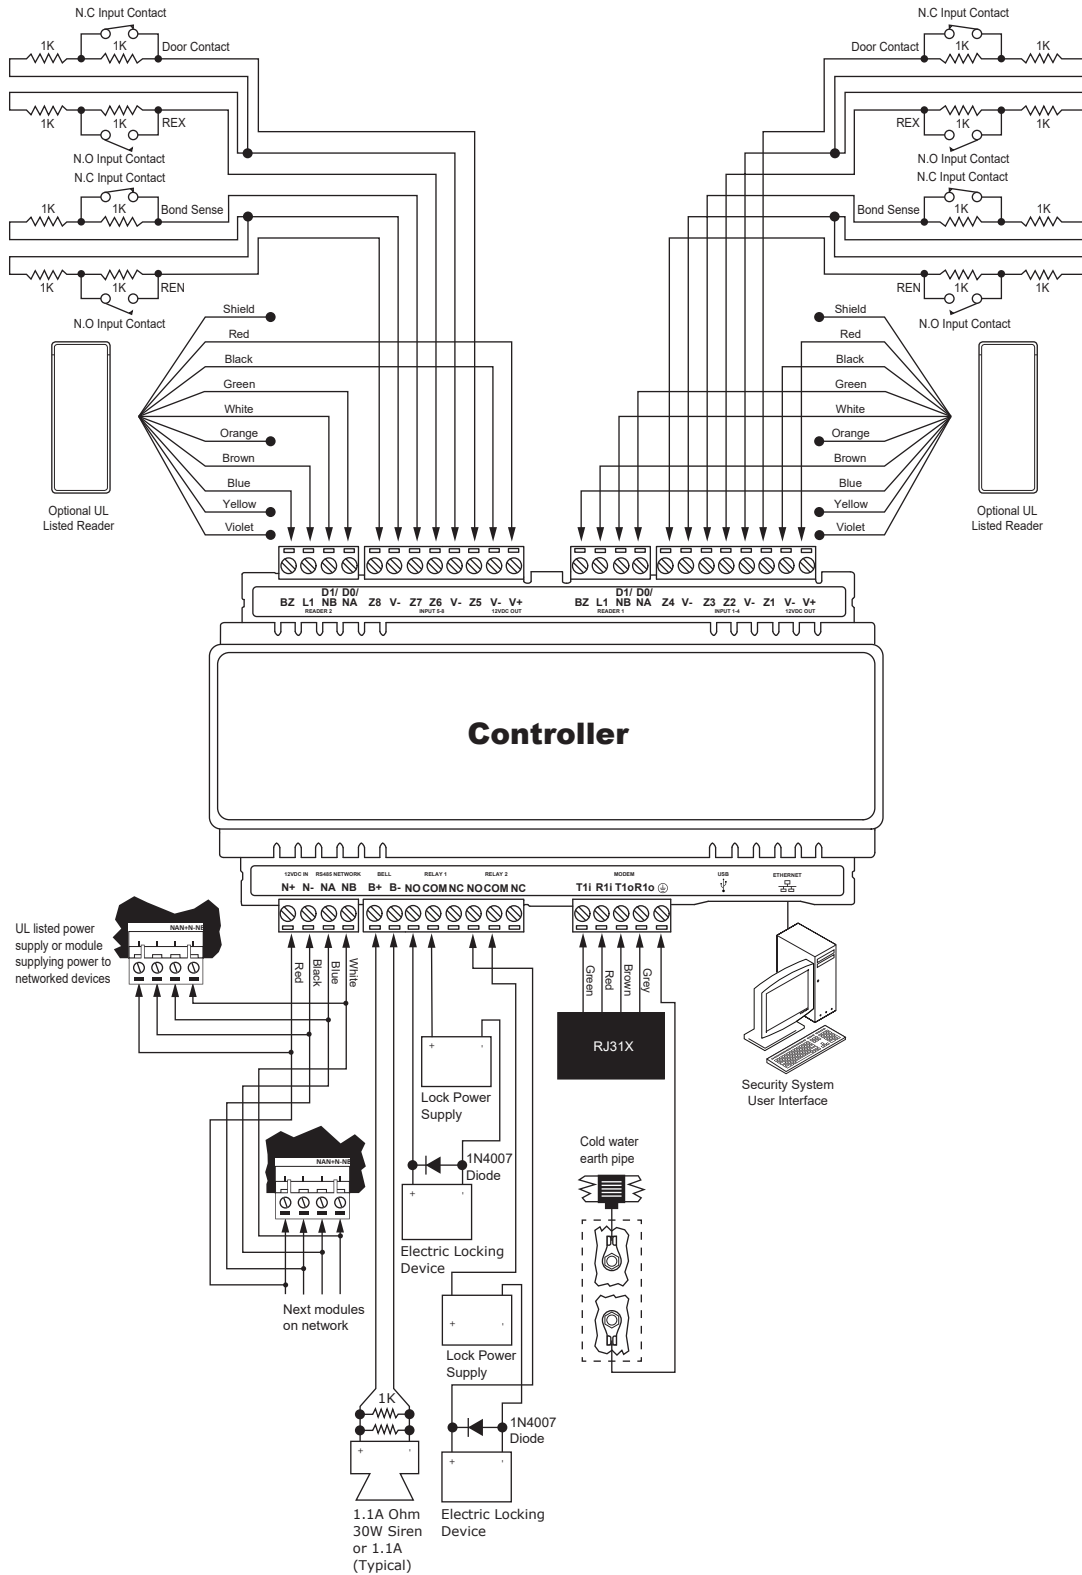 N.C Input Contact
1K
1K
Door Contact
1K
1K
REX
N.O Input Contact
N.C Input Contact
1K
1K
Bond Sense
1K
1K
REN
N.O Input Contact
N.C Input Contact
Door Contact
1K
1K
REX
1K
1K
N.O Input Contact
N.C Input Contact
Bond Sense
1K
1K
REN
1K
1K
N.O Input Contact
Shield
Red
Black
Green
White
Orange
Brown
Blue
Yellow
Violet
Optional UL
Listed Reader
Shield
Red
Black
Green
White
Orange
Brown
Blue
Yellow
Violet
Optional UL
Listed Reader
D1/ D0/
BZ L1 NB NA Z8 V- Z7 Z6 V- Z5 V- V+
READER 2 INPUT 5-8 12VDC OUT
D1/ D0/
BZ L1 NB NA Z4 V- Z3 Z2 V- Z1 V- V+
READER 1 INPUT 1-4 12VDC OUT
Controller
12VDC IN RS485 NETWORK BELL RELAY 1 RELAY 2 MODEM USB ETHERNET
N+ N- NA NB B+ B- NO COM NC NO COM NC T1i R1i T1o R1o
UL listed power
supply or module
supplying power to
networked devices
NAN+N-NB
Red
Black
Blue
White
Green
Red
Brown
Grey
RJ31X
Security System
User Interface
+ -
Lock Power
Supply
1N4007
Diode
+ -
Electric Locking
Device
NAN+N-NB
Next modules
on network
Cold water
earth pipe
+ -
Lock Power
Supply
1K
+ -
1.1A Ohm
30W Siren
or 1.1A
(Typical)
1N4007
Diode
+ -
Electric Locking
Device